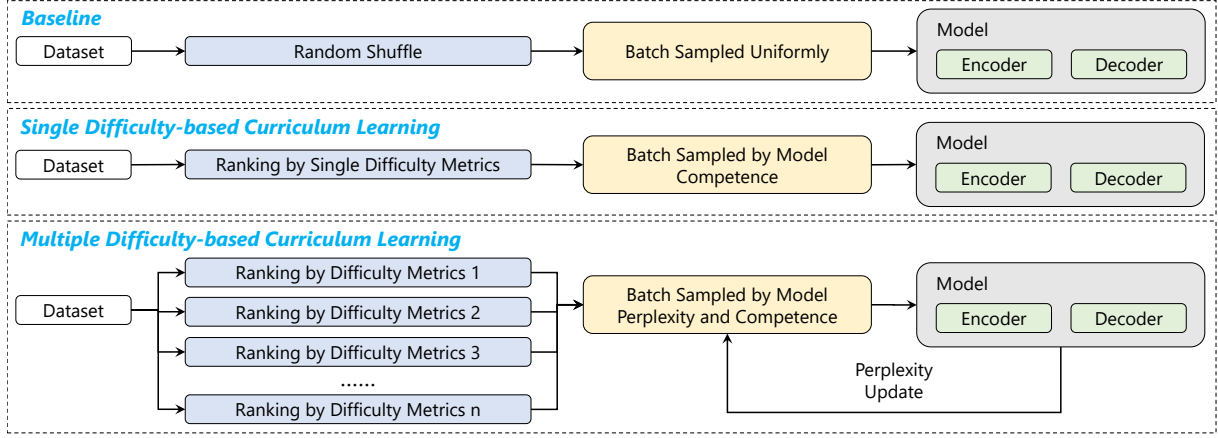 Baseline
Dataset
Random Shuffle
Batch Sampled Uniformly
Model
Encoder
Decoder
Single Difficulty-based Curriculum Learning
Dataset
Ranking by Single Difficulty Metrics
Batch Sampled by Model
Competence
Model
Encoder
Decoder
Multiple Difficulty-based Curriculum Learning
Dataset
Ranking by Difficulty Metrics 1
Ranking by Difficulty Metrics 2
Ranking by Difficulty Metrics 3
......
Ranking by Difficulty Metrics n
Batch Sampled by Model
Perplexity and Competence
Model
Encoder
Decoder
Perplexity
Update